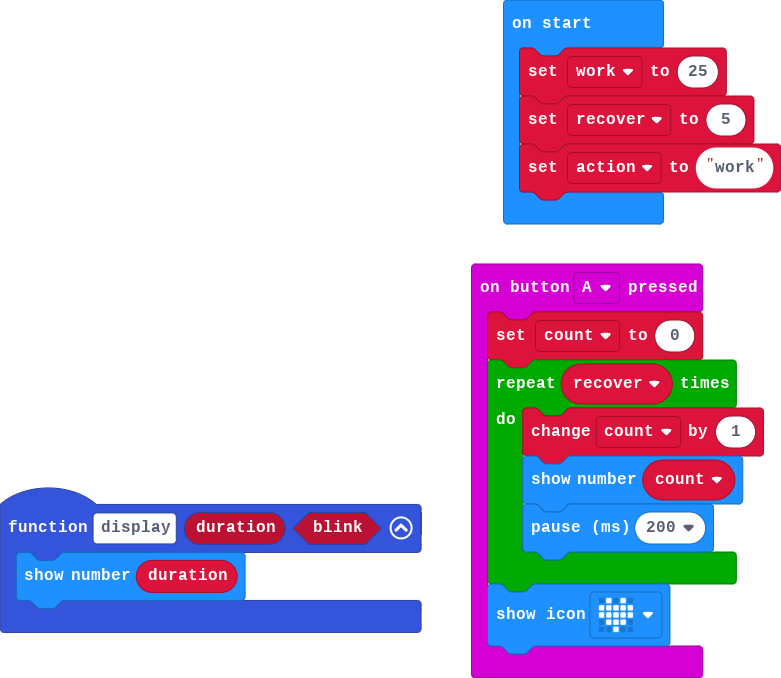 on start
set work to 25
set recover to 5
set action to "work"
on button A pressed
set count to 0
repeat recover times
do
change count by 1
show number count
pause (ms) 200
show icon
function display duration blink
show number duration